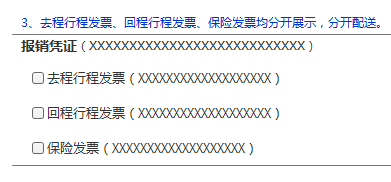 3、去程行程发票、回程行程发票、保险发票均分开展示，分开配送。
报销凭证（XXXXXXXXXXXXXXXXXXXXXXXXXXX）
去程行程发票（XXXXXXXXXXXXXXXXXXX）
回程行程发票（XXXXXXXXXXXXXXXXXXX）
保险发票（XXXXXXXXXXXXXXXXXXX）